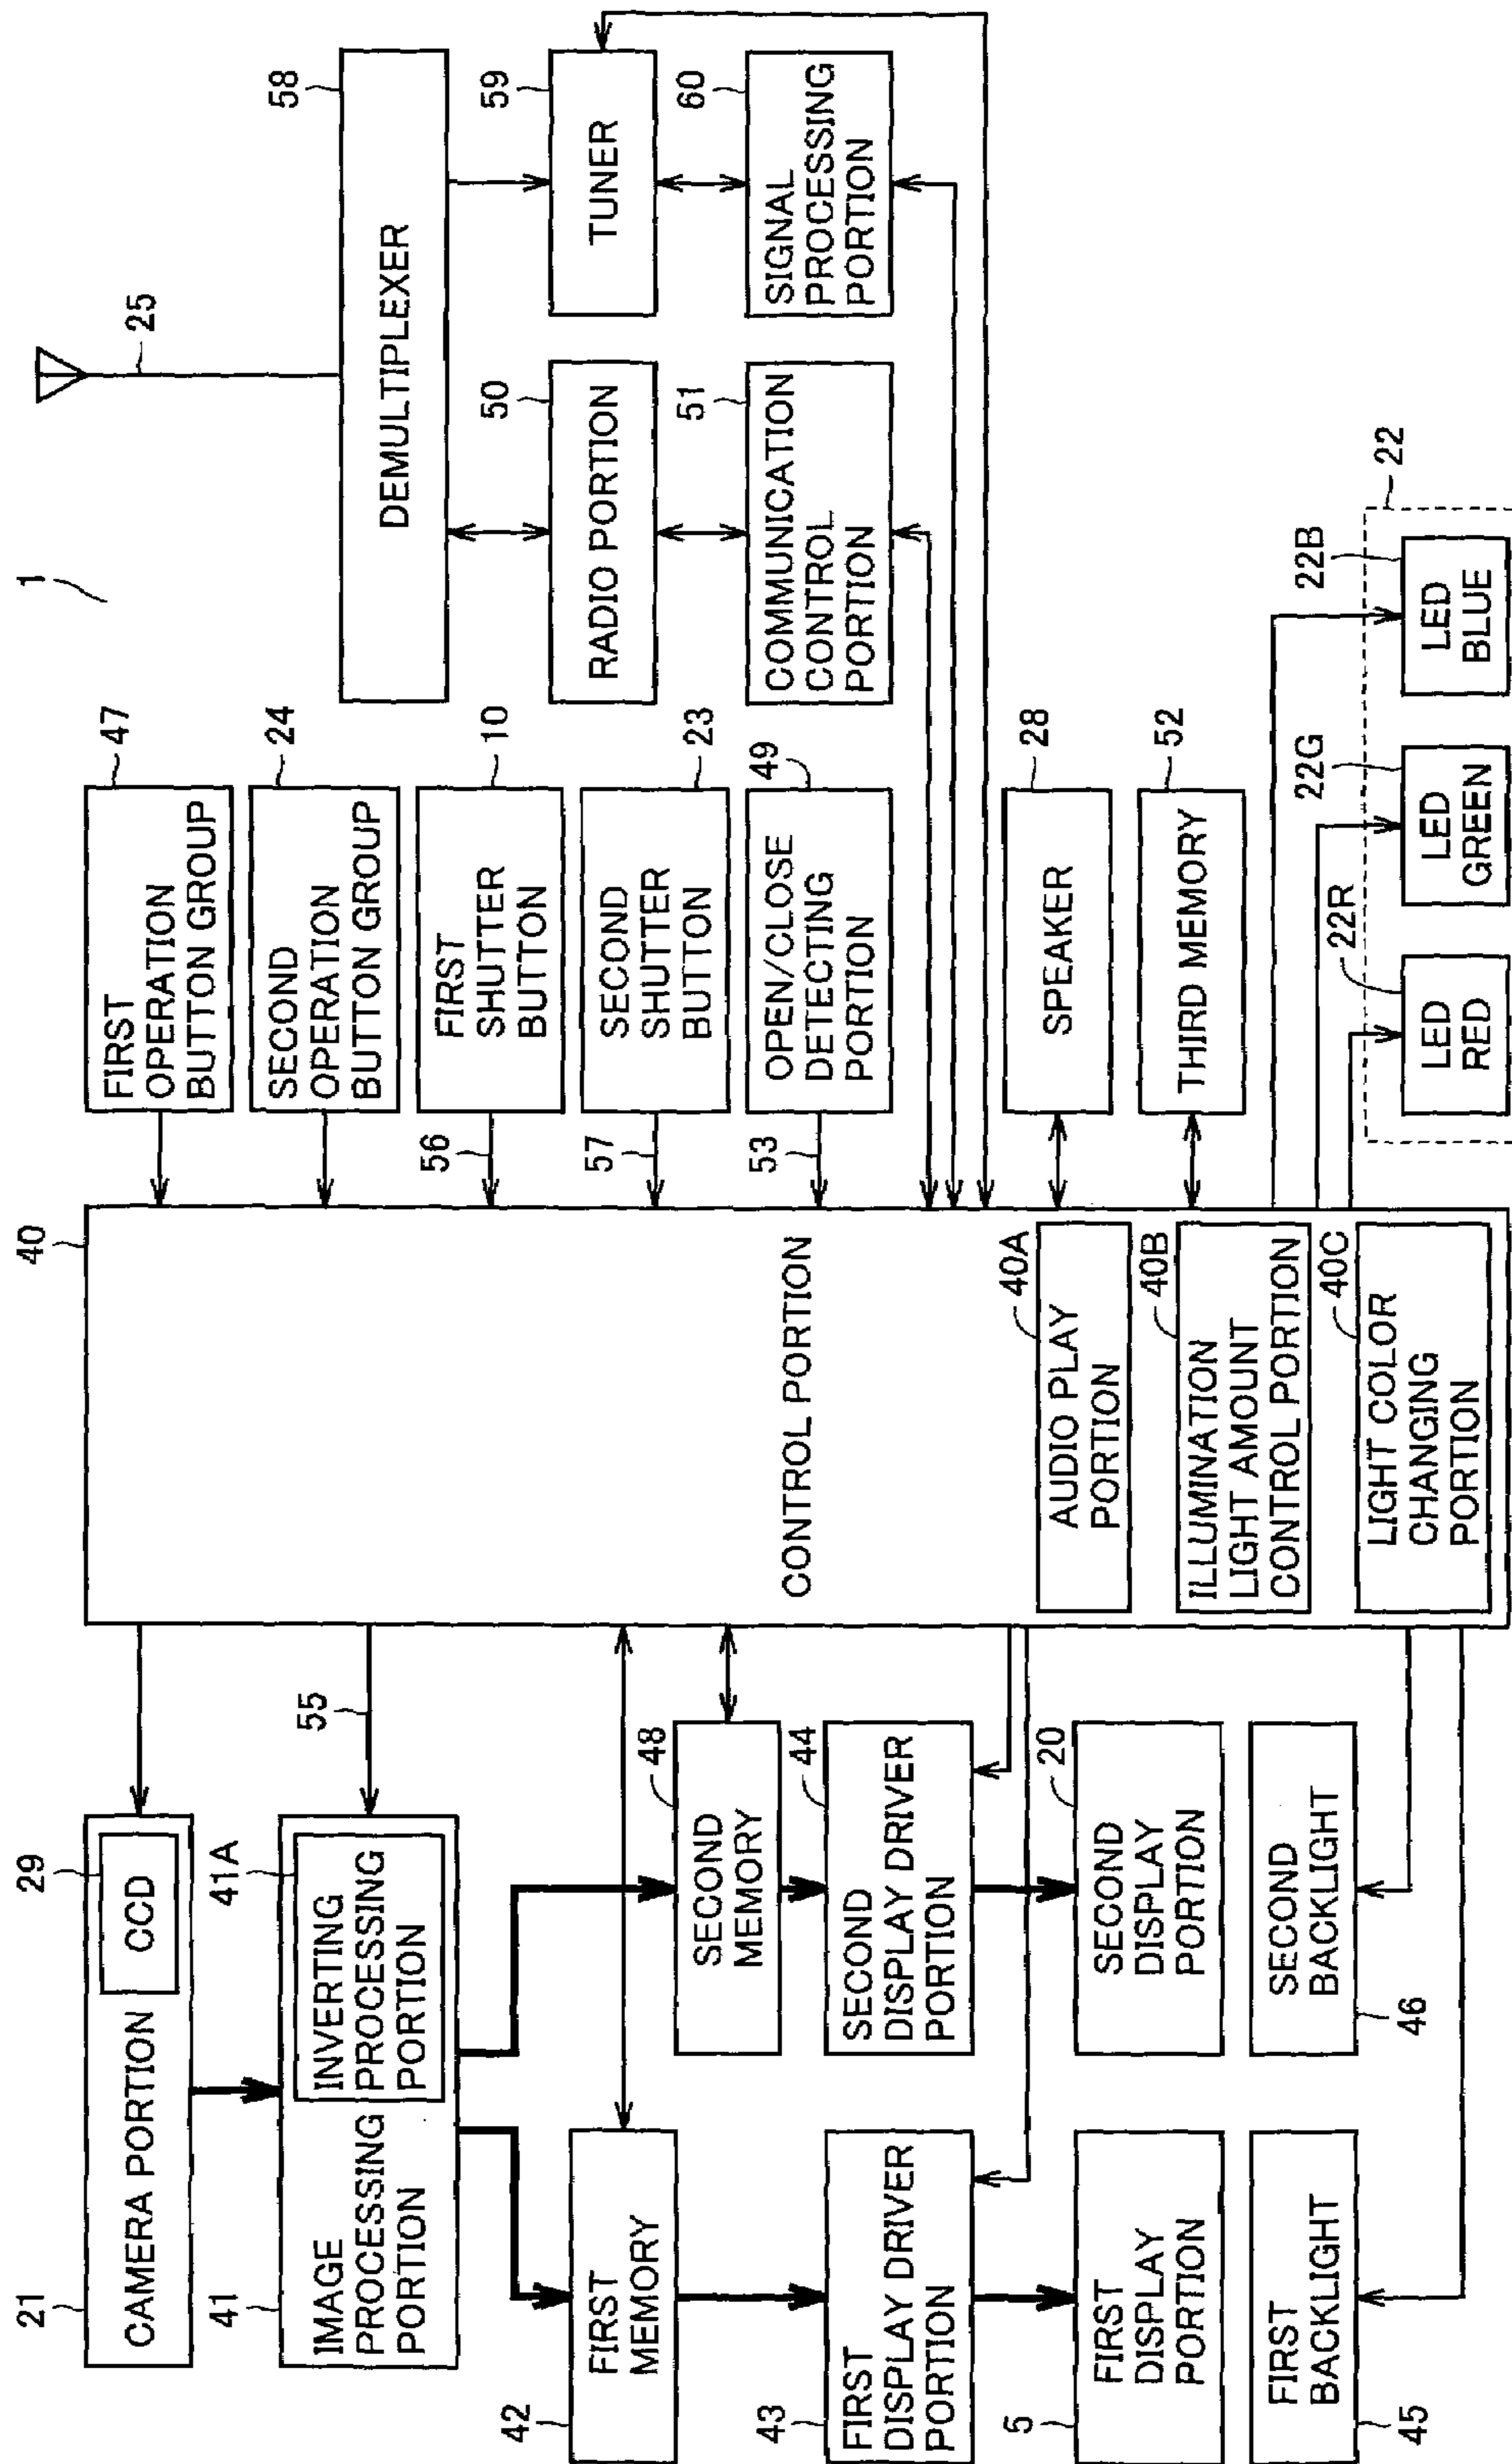 1
21
CAMERA PORTION
29
CCD
41
IMAGE
PROCESSING
PORTION
41A
INVERTING
PROCESSING
PORTION
55
42
FIRST
MEMORY
48
SECOND
MEMORY
43
FIRST
DISPLAY DRIVER
PORTION
44
SECOND
DISPLAY DRIVER
PORTION
5
FIRST
DISPLAY
PORTION
20
SECOND
DISPLAY
PORTION
45
FIRST
BACKLIGHT
46
SECOND
BACKLIGHT
40
CONTROL PORTION
40A
AUDIO PLAY
PORTION
40B
ILLUMINATION
LIGHT AMOUNT
CONTROL PORTION
40C
LIGHT COLOR
CHANGING
PORTION
47
FIRST
OPERATION
BUTTON GROUP
24
SECOND
OPERATION
BUTTON GROUP
10
FIRST
SHUTTER
BUTTON
56
23
SECOND
SHUTTER
BUTTON
57
49
OPEN/CLOSE
DETECTING
PORTION
53
28
SPEAKER
52
THIRD MEMORY
25
58
DEMULTIPLEXER
50
RADIO PORTION
59
TUNER
51
COMMUNICATION
CONTROL
PORTION
60
SIGNAL
PROCESSING
PORTION
22
22R
LED
RED
22G
LED
GREEN
22B
LED
BLUE